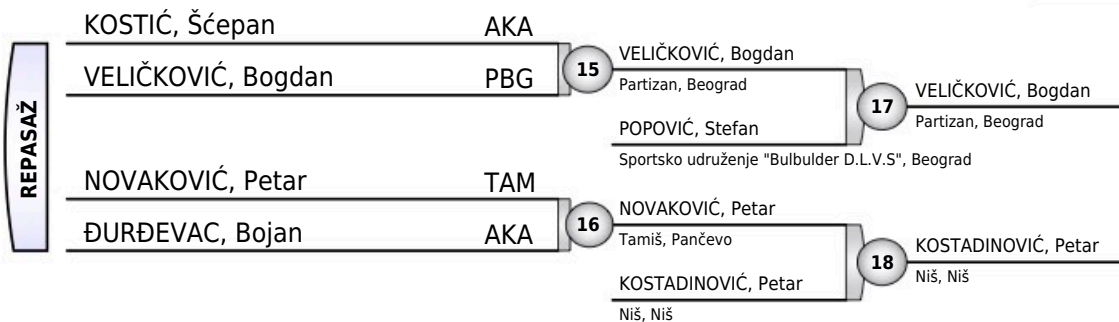 REPASAŽ
KOSTIĆ, Šćepan AKA
VELIČKOVIĆ, Bogdan PBG
15
VELIČKOVIĆ, Bogdan
Partizan, Beograd
POPOVIĆ, Stefan
Sportsko udruženje "Bulbulder D.L.V.S", Beograd
17
VELIČKOVIĆ, Bogdan
Partizan, Beograd
NOVAKOVIĆ, Petar TAM
ĐURĐEVAC, Bojan AKA
16
NOVAKOVIĆ, Petar
Tamiš, Pančevo
KOSTADINOVIĆ, Petar
Niš, Niš
18
KOSTADINOVIĆ, Petar
Niš, Niš